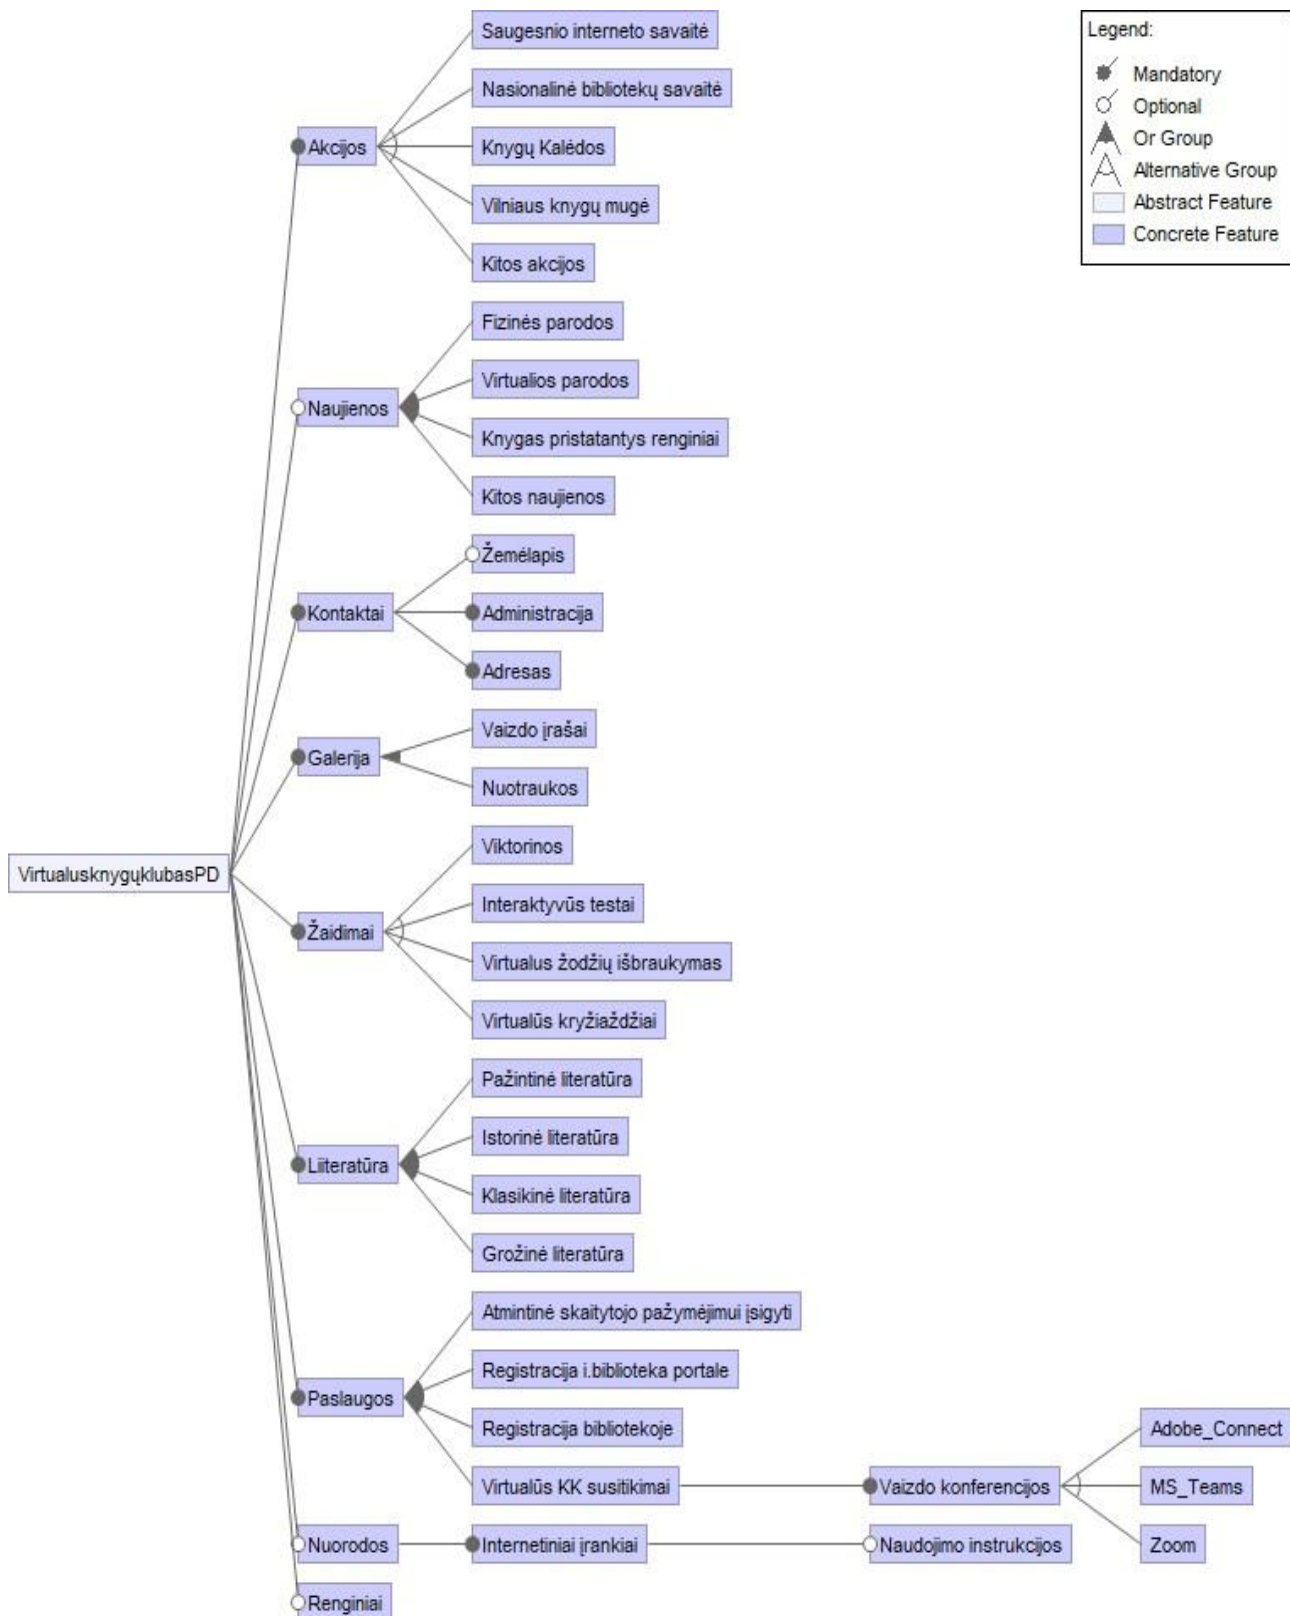 Legend:
Mandatory
Optional
Or Group
Alternative Group
Abstract Feature
Concrete Feature
VirtualusknygųklubasPD
Akcijos
Saugesnio interneto savaitė
Nasionalinė bibliotekų savaitė
Knygų Kalėdos
Vilniaus knygų mugė
Kitos akcijos
Naujienos
Fizinės parodos
Virtualios parodos
Knygas pristatantys renginiai
Kitos naujienos
Kontaktai
Žemėlapis
Administracija
Adresas
Galerija
Vaizdo įrašai
Nuotraukos
Žaidimai
Viktorinos
Interaktyvūs testai
Virtualus žodžių išbraukymas
Virtualūs kryžiaždžiai
Liiteratūra
Pažintinė literatūra
Istorinė literatūra
Klasikinė literatūra
Grožinė literatūra
Paslaugos
Atmintinė skaitytojo pažymėjimui įsigyti
Registracija i.biblioteka portale
Registracija bibliotekoje
Virtualūs KK susitikimai
Vaizdo konferencijos
Adobe_Connect
MS_Teams
Zoom
Nuorodos
Internetiniai įrankiai
Naudojimo instrukcijos
Renginiai